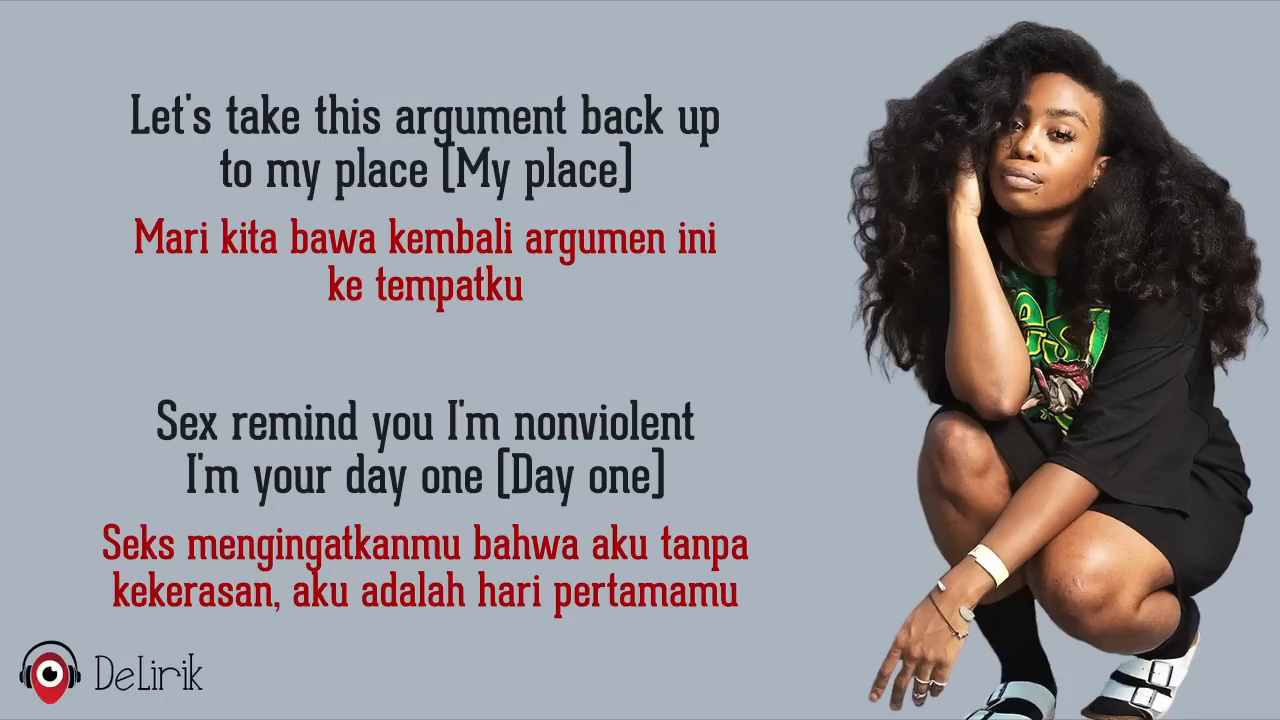 Let's take this argument back up
to my place [My place]
Mari kita bawa kembali argumen ini
ke tempatku
Sex remind you I'm nonviolent
I'm your day one [Day one]
Seks mengingatkanmu bahwa aku tanpa
kekerasan, aku adalah hari pertamamu
DeLirik